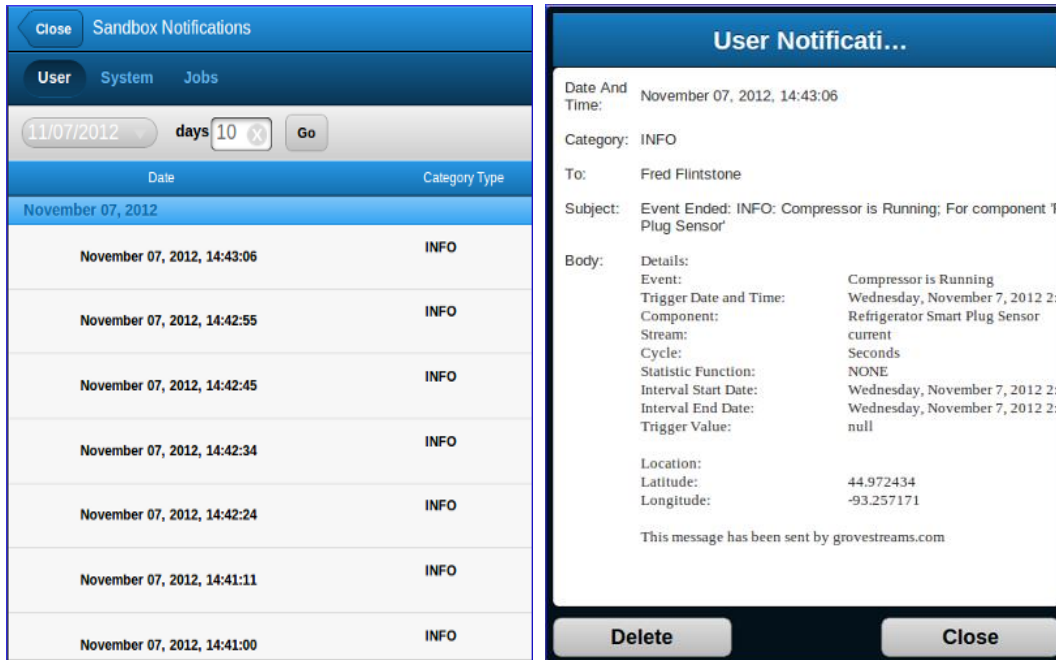 Close Sandbox Notifications
User System Jobs
11/07/2012 days 10 Go
Date Category Type
November 07, 2012
November 07, 2012, 14:43:06 INFO
November 07, 2012, 14:42:55 INFO
November 07, 2012, 14:42:45 INFO
November 07, 2012, 14:42:34 INFO
November 07, 2012, 14:42:24 INFO
November 07, 2012, 14:41:11 INFO
November 07, 2012, 14:41:00 INFO
User Notificati...
Date And
Time: November 07, 2012, 14:43:06
Category: INFO
To: Fred Flintstone
Subject: Event Ended: INFO: Compressor is Running; For component
Plug Sensor'
Body: Details:
Event: Compressor is Running
Trigger Date and Time: Wednesday, November 7, 2012 2:
Component: Refrigerator Smart Plug Sensor
Stream: current
Cycle: Seconds
Statistic Function: NONE
Interval Start Date: Wednesday, November 7, 2012 2:
Interval End Date: Wednesday, November 7, 2012 2:
Trigger Value: null
Location:
Latitude: 44.972434
Longitude: -93.257171
This message has been sent by grovestreams.com
Delete Close